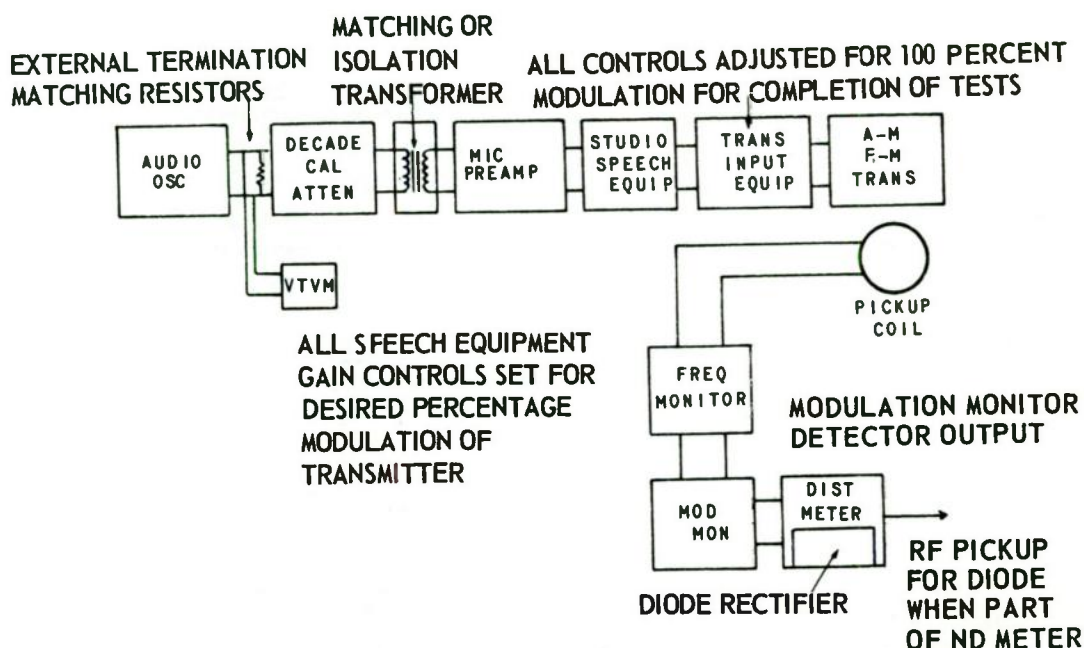 EXTERNAL TERMINATION
MATCHING RESISTORS
MATCHING OR
ISOLATION
TRANSFORMER
ALL CONTROLS ADJUSTED FOR 100 PERCENT
MODULATION FOR COMPLETION OF TESTS
AUDIO
OSC
DECADE
CAL
ATTEN
MIC
PREAMP
STUDIO
SPEECH
EQUIP
TRANS
INPUT
EQUIP
A-M
F-M
TRANS
VTVM
PICKUP
COIL
ALL SFEECH EQUIPMENT
GAIN CONTROLS SET FOR
DESIRED PERCENTAGE
MODULATION OF
TRANSMITTER
FREQ
MONITOR
MODULATION MONITOR
DETECTOR OUTPUT
MOD
MON
DIST
METER
DIODE RECTIFIER
RF PICKUP
FOR DIODE
WHEN PART
OF ND METER